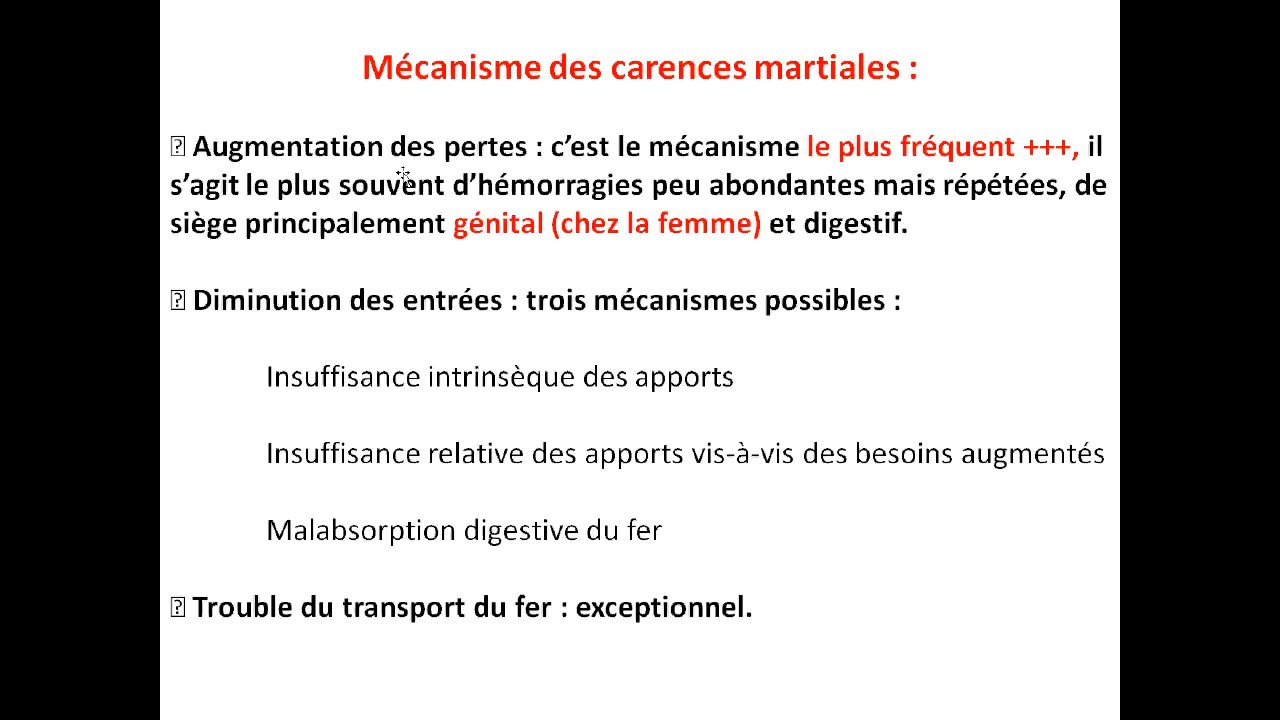 Mécanisme des carences martiales :
Augmentation des pertes : c’est le mécanisme le plus fréquent +++, il
s’agit le plus souvent d’hémorragies peu abondantes mais répétées, de
siège principalement génital (chez la femme) et digestif.
Diminution des entrées : trois mécanismes possibles :
Insuffisance intrinsèque des apports
Insuffisance relative des apports vis-à-vis des besoins augmentés
Malabsorption digestive du fer
Trouble du transport du fer : exceptionnel.